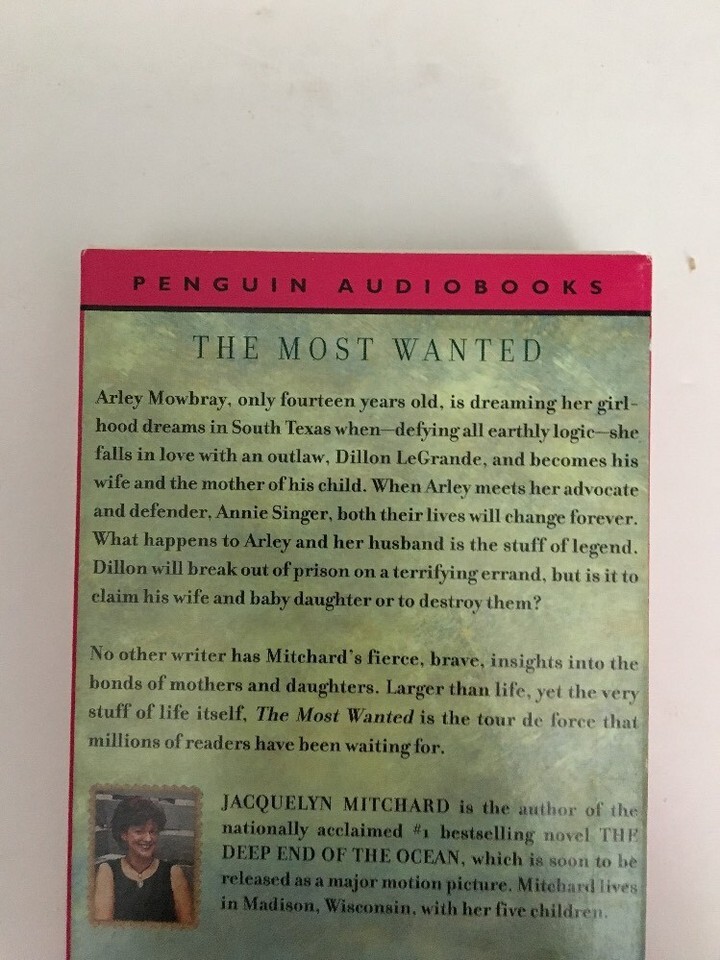 PENGUIN AUDIOBOOKS
THE MOST WANTED
Arley Mowbray, only fourteen years old, is dreaming her girl-
hood dreams in South Texas when—defying all earthly logic—she
falls in love with an outlaw, Dillon LeGrande, and becomes his
wife and the mother of his child. When Arley meets her advocate
and defender, Annie Singer, both their lives will change forever.
What happens to Arley and her husband is the stuff of legend.
Dillon will break out of prison on a terrifying errand, but is it to
claim his wife and baby daughter or to destroy them?
No other writer has Mitchard's fierce, brave, insights into the
bonds of mothers and daughters. Larger than life, yet the very
stuff of life itself, The Most Wanted is the tour de force that
millions of readers have been waiting for.
JACQUELYN MITCHARD is the author of the
nationally acclaimed #1 bestselling novel THE
DEEP END OF THE OCEAN, which is soon to be
released as a major motion picture. Mitchard lives
in Madison, Wisconsin, with her five children.